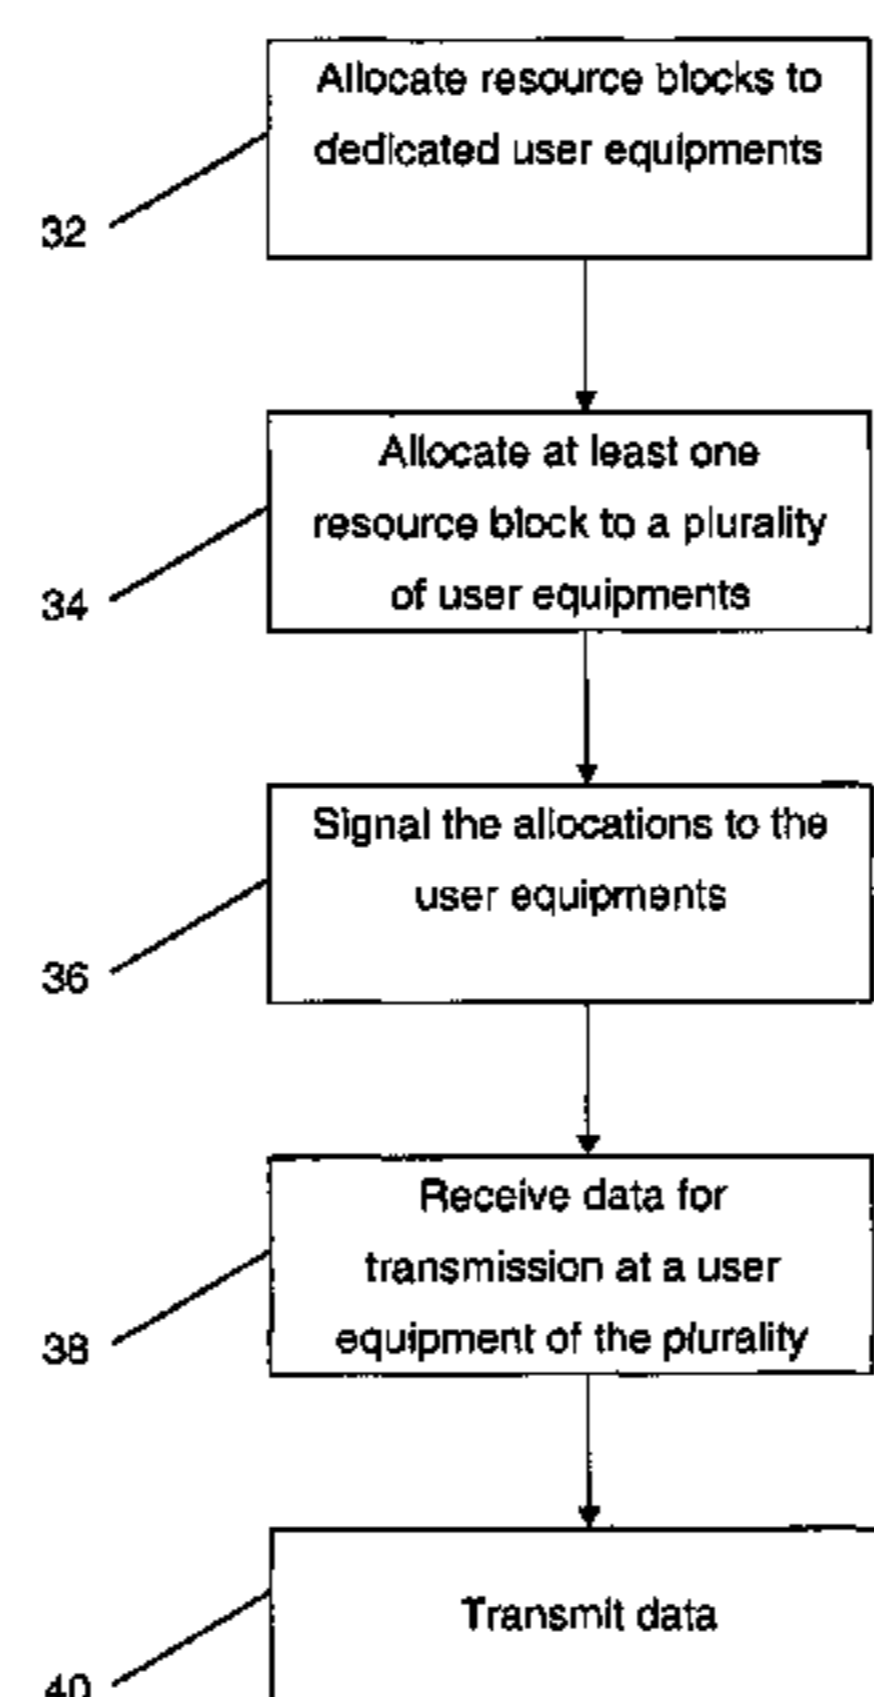 Allocate resource blocks to
dedicated user equipments
32
Allocate at least one
resource block to a plurality
of user equipments
34
Signal the allocations to the
user equipments
36
Receive data for
transmission at a user
equipment of the plurality
38
Transmit data
40